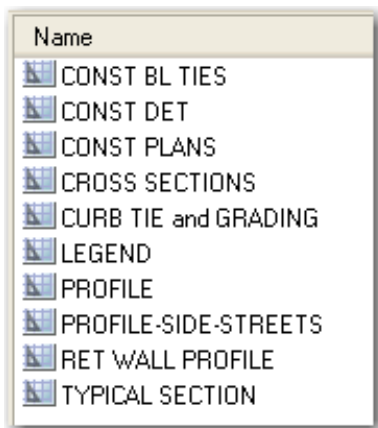 Name
CONST BL TIES
CONST DET
CONST PLANS
CROSS SECTIONS
CURB TIE and GRADING
LEGEND
PROFILE
PROFILE-SIDE-STREETS
RET WALL PROFILE
TYPICAL SECTION